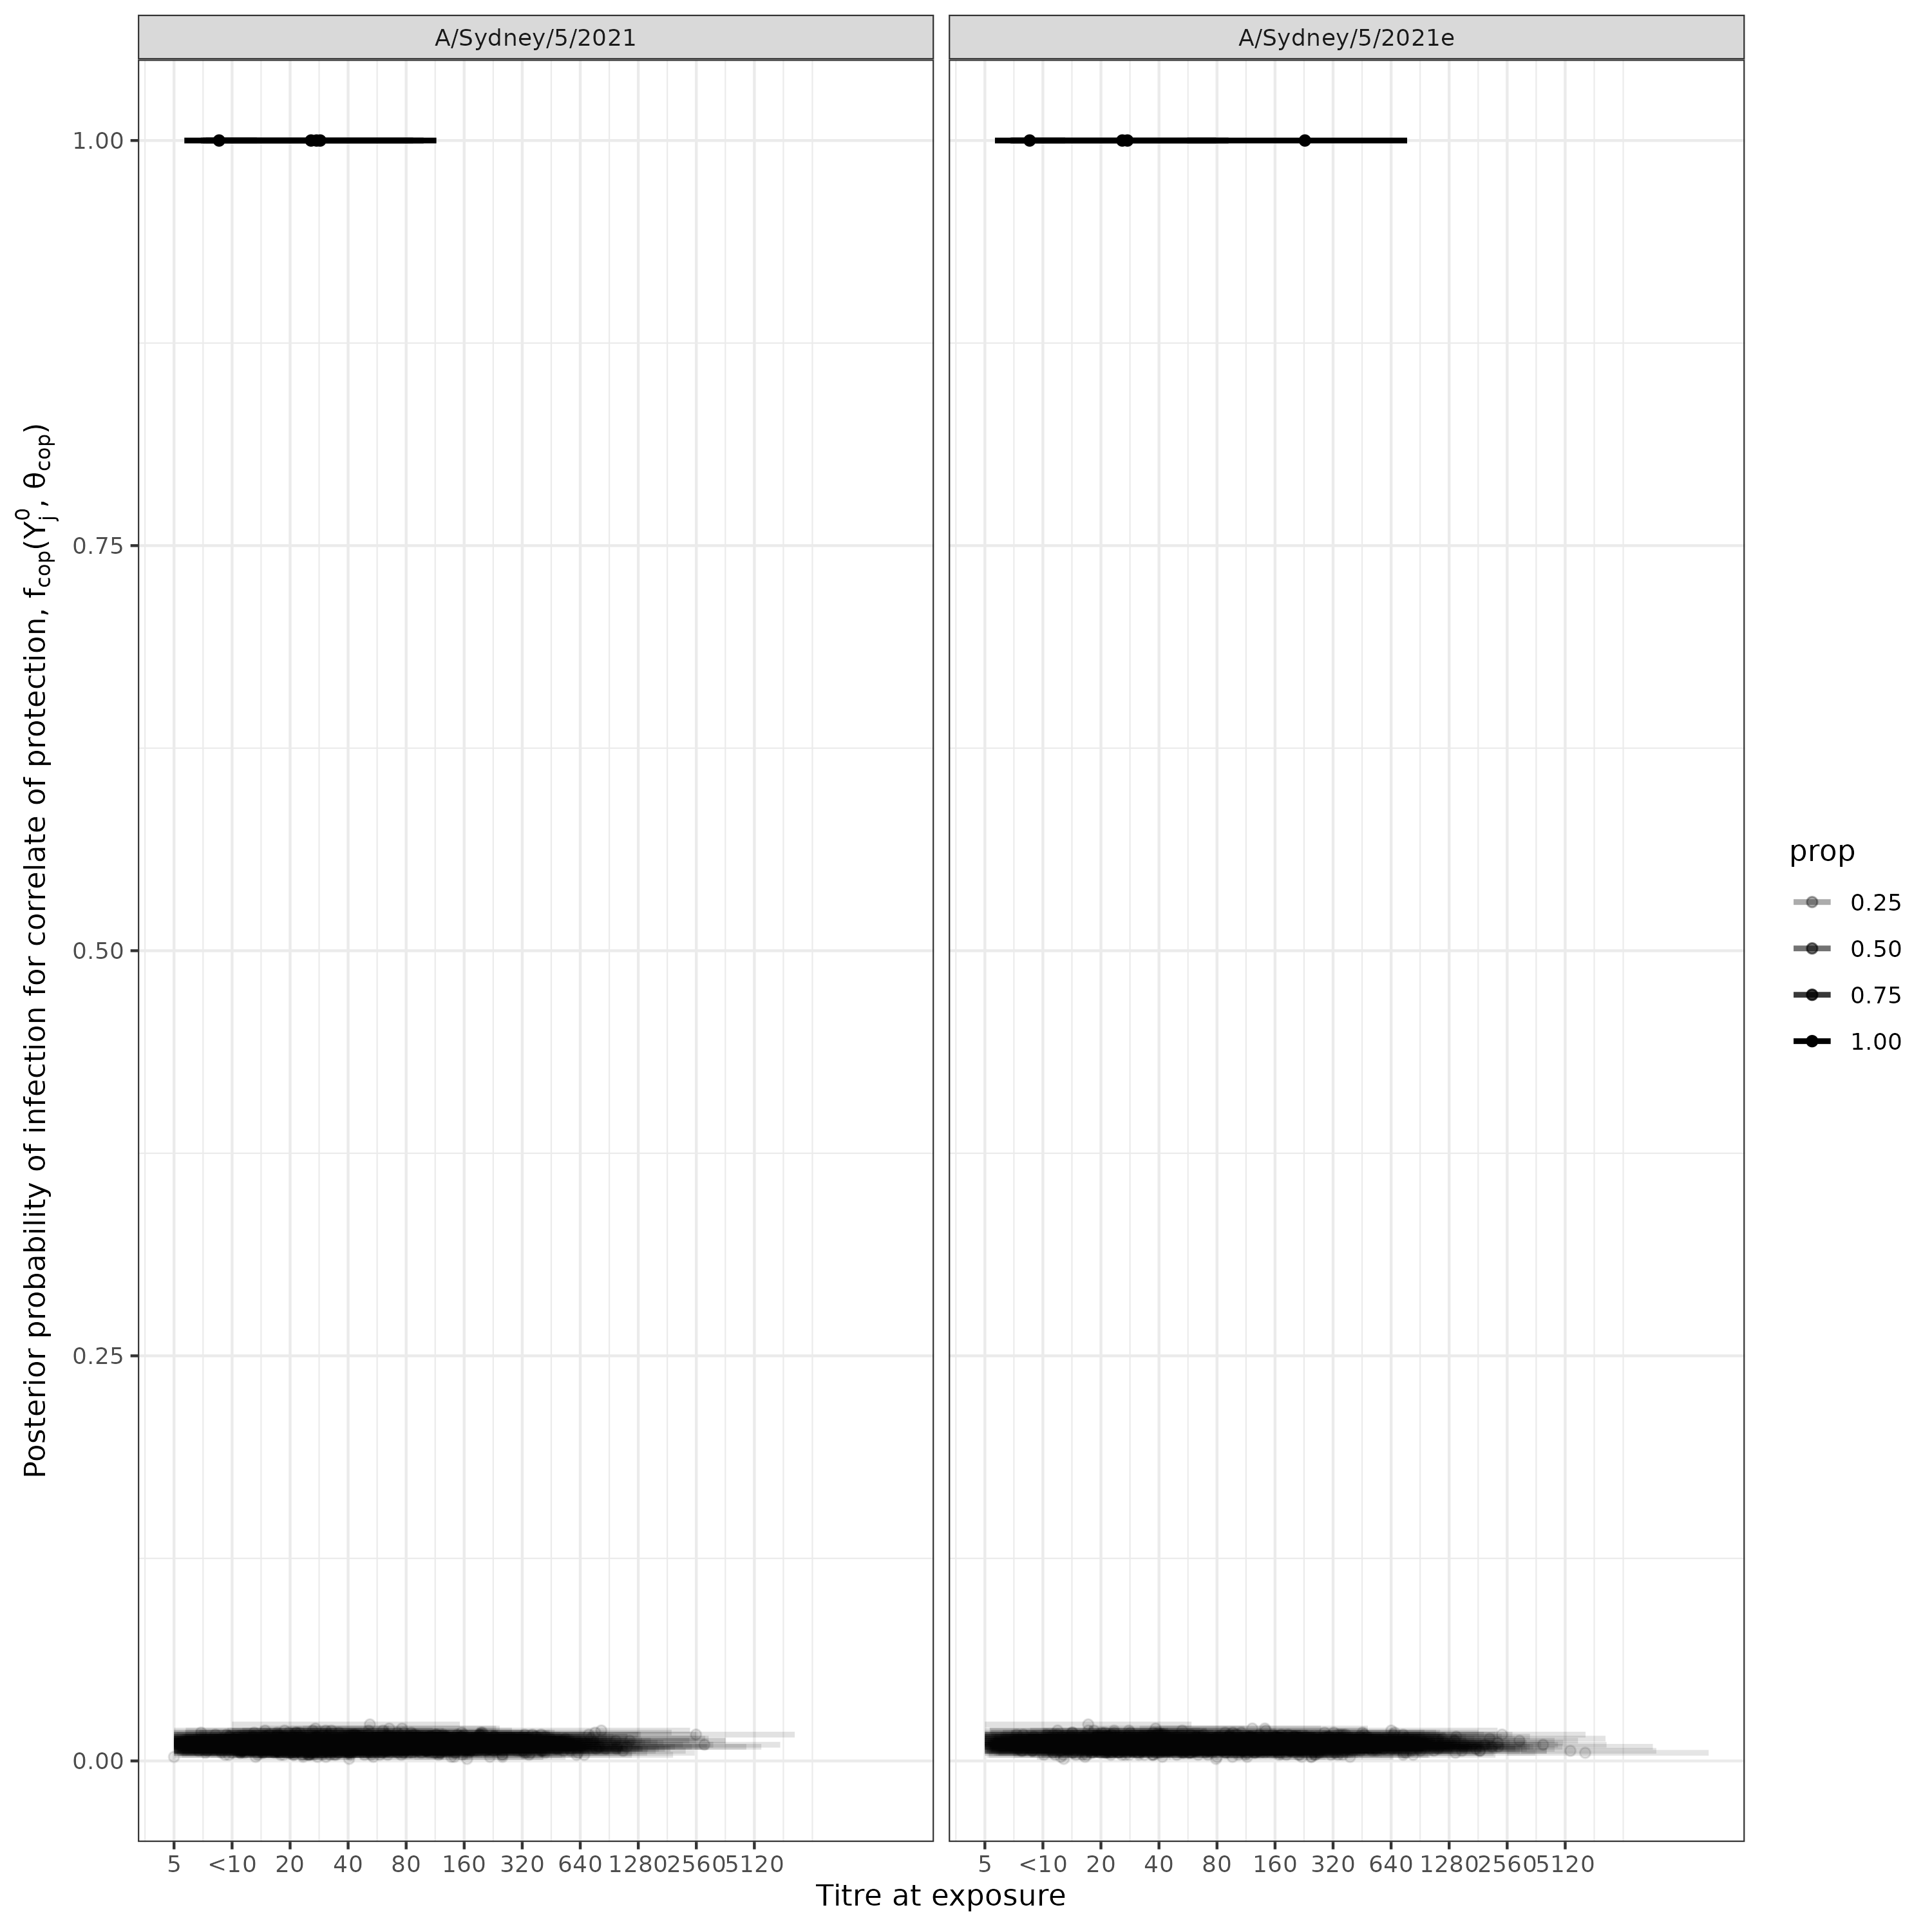 A/Sydney/5/2021
A/Sydney/5/2021e
Posterior probability of infection for correlate of protection, f_cop(Y_j^0, θ_cop)
1.00
0.75
0.50
0.25
0.00
5 <10 20 40 80 160 320 640 1280 2560 5120
5 <10 20 40 80 160 320 640 1280 2560 5120
Titre at exposure
prop
0.25
0.50
0.75
1.00